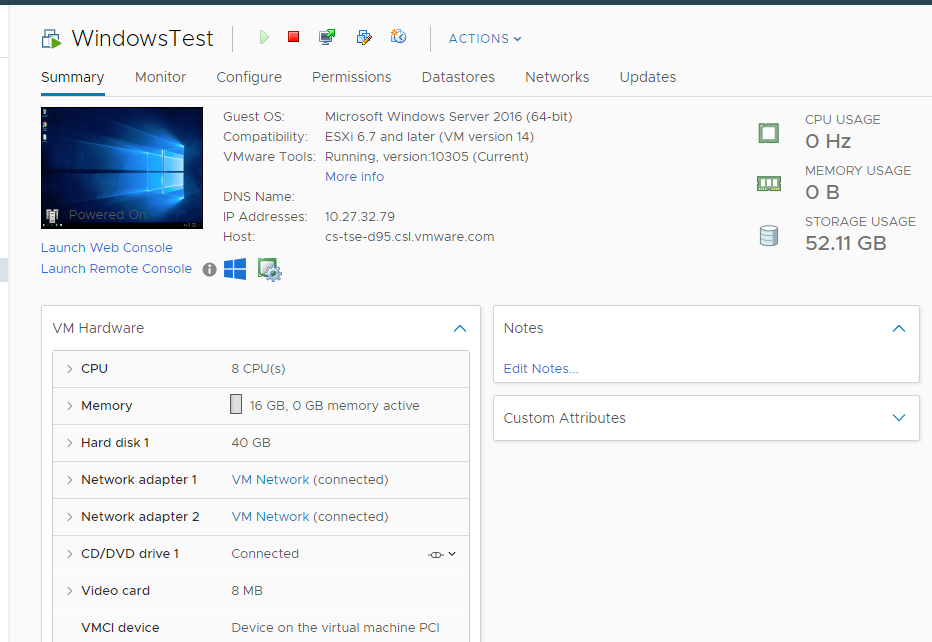 WindowsTest
ACTIONS
Summary Monitor Configure Permissions Datastores Networks Updates
Powered On
Launch Web Console
Launch Remote Console
Guest OS: Microsoft Windows Server 2016 (64-bit)
Compatibility: ESXi 6.7 and later (VM version 14)
VMware Tools: Running, version:10305 (Current)
More info
DNS Name:
IP Addresses: 10.27.32.79
Host: cs-tse-d95.csl.vmware.com
CPU USAGE
0 Hz
MEMORY USAGE
0 B
STORAGE USAGE
52.11 GB
VM Hardware
CPU 8 CPU(s)
Memory 16 GB, 0 GB memory active
Hard disk 1 40 GB
Network adapter 1 VM Network (connected)
Network adapter 2 VM Network (connected)
CD/DVD drive 1 Connected
Video card 8 MB
VMCI device Device on the virtual machine PCI
Notes
Edit Notes...
Custom Attributes